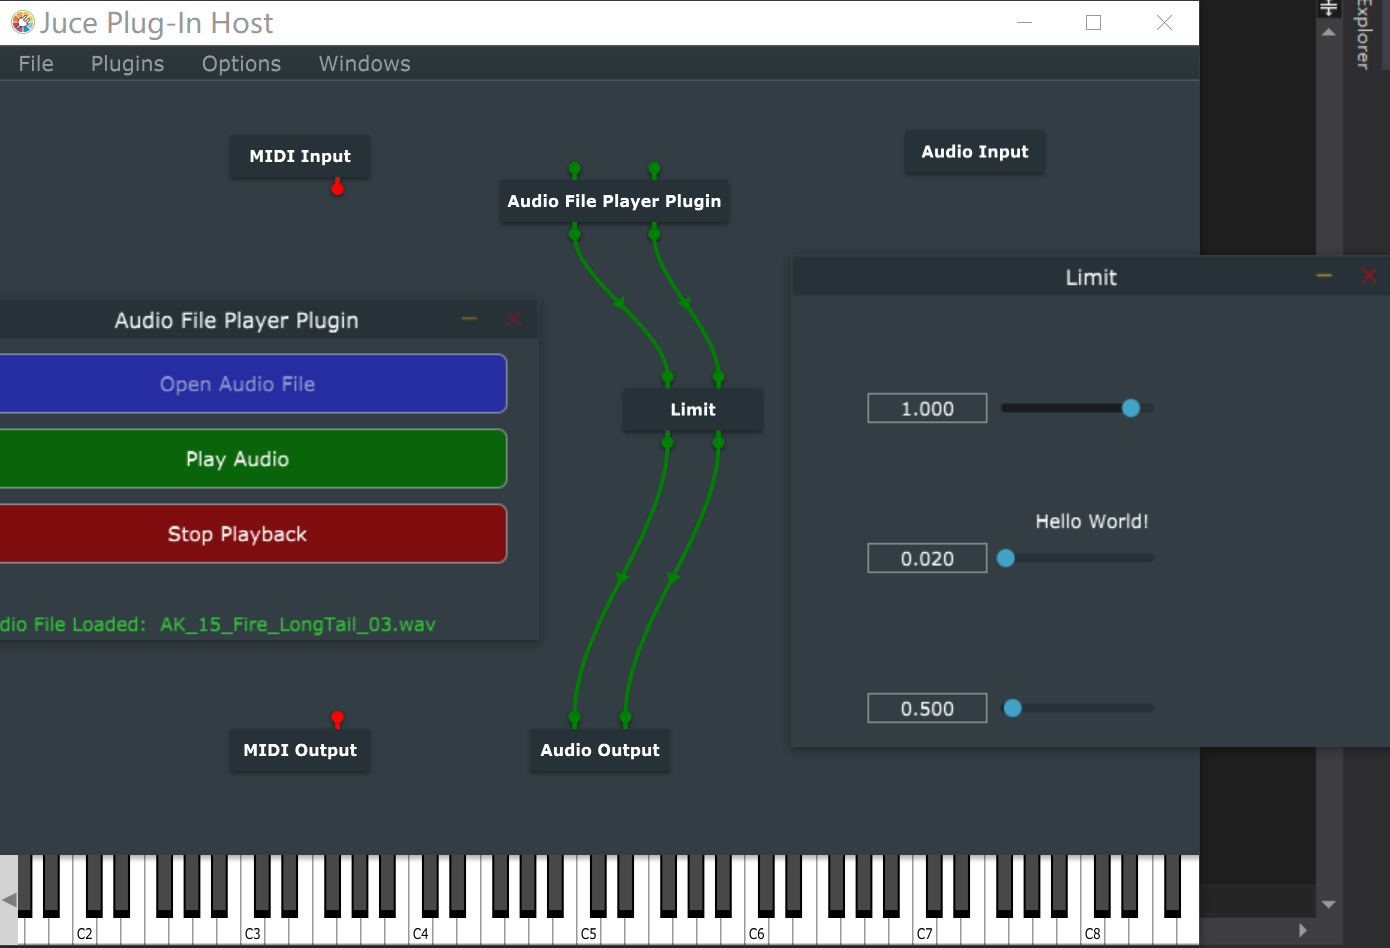 Juce Plug-In Host
File Plugins Options Windows
Explorer
MIDI Input
Audio Input
Audio File Player Plugin
Limit
Audio File Player Plugin
Open Audio File
Play Audio
Stop Playback
dio File Loaded: AK_15_Fire_LongTail_03.wav
Limit
1.000
Hello World!
0.020
0.500
MIDI Output
Audio Output
C2 C3 C4 C5 C6 C7 C8